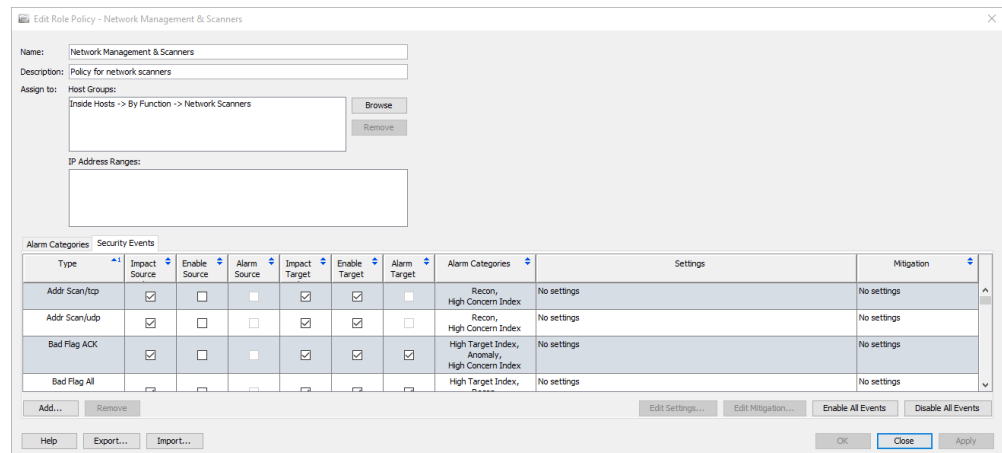 Edit Role Policy - Network Management & Scanners
Name: Network Management & Scanners
Description: Policy for network scanners
Assign to: Host Groups:
Inside Hosts -> By Function -> Network Scanners
Browse
Remove
IP Address Ranges:
Alarm Categories Security Events
Type 1 Impact Source Enable Source Alarm Source Impact Target Enable Target Alarm Target Alarm Categories Settings Mitigation
Addr Scan/tcp Recon, High Concern Index No settings No settings
Addr Scan/udp Recon, High Concern Index No settings No settings
Bad Flag ACK High Target Index, Anomaly, High Concern Index No settings No settings
Bad Flag All High Target Index, No settings No settings
Add... Remove Edit Settings... Edit Mitigation... Enable All Events Disable All Events
Help Export... Import... OK Close Apply